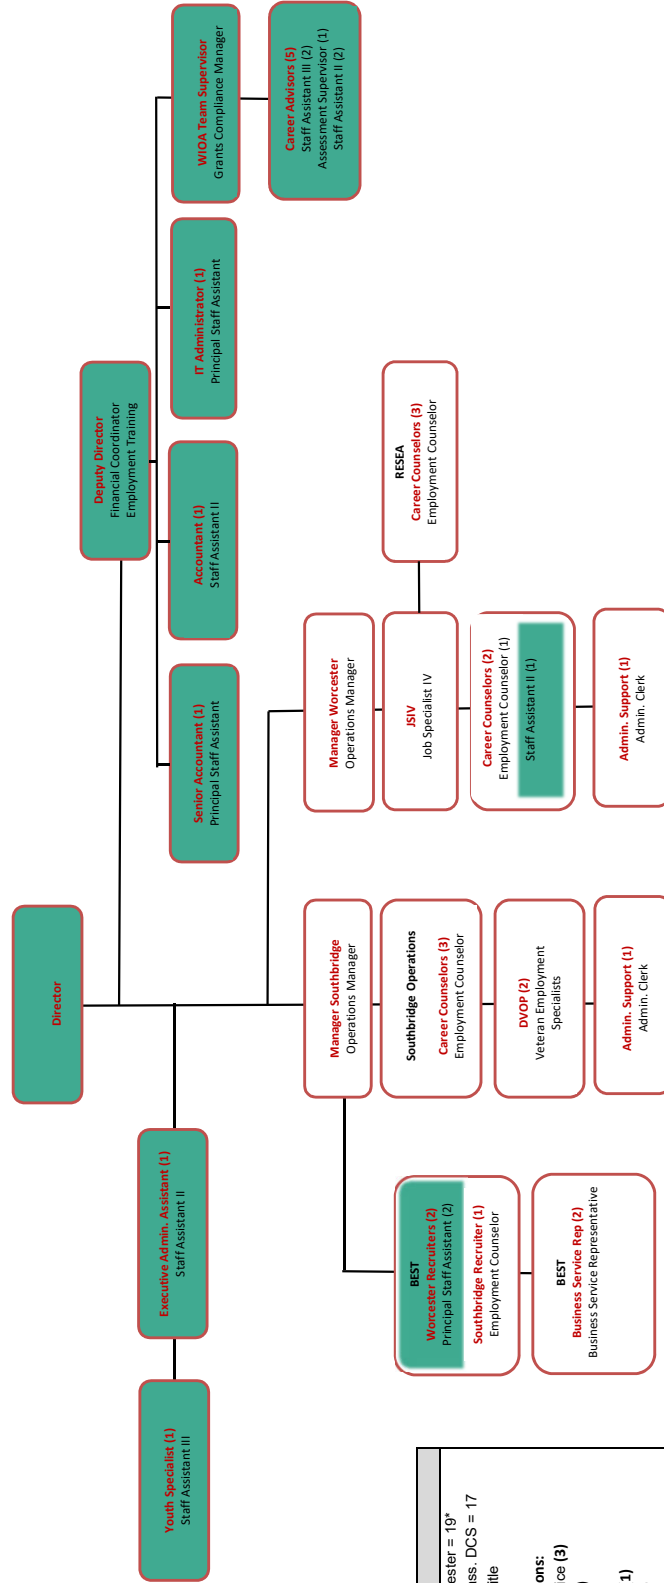 Director
Executive Admin. Assistant (1)
Staff Assistant II
Youth Specialist (1)
Staff Assistant III
Deputy Director
Financial Coordinator
Employment Training
Senior Accountant (1)
Principal Staff Assistant
Accountant (1)
Staff Assistant II
IT Administrator (1)
Principal Staff Assistant
WIOA Team Supervisor
Grants Compliance Manager
Career Advisors (5)
Staff Assistant III (2)
Assessment Supervisor (1)
Staff Assistant II (2)
Manager Southbridge
Operations Manager
Southbridge Operations
Career Counselors (3)
Employment Counselor
DVOP (2)
Veteran Employment
Specialists
Admin. Support (1)
Admin. Clerk
BEST
Worcester Recruiters (2)
Principal Staff Assistant (2)
Southbridge Recruiter (1)
Employment Counselor
BEST
Business Service Rep (2)
Business Service Representative
Manager Worcester
Operations Manager
JSIV
Job Specialist IV
RESEA
Career Counselors (3)
Employment Counselor
Career Counselors (2)
Employment Counselor (1)
Staff Assistant II (1)
Admin. Support (1)
Admin. Clerk
ester = 19*
ass. DCS = 17
itle
ons:
ice (3)
)
1)